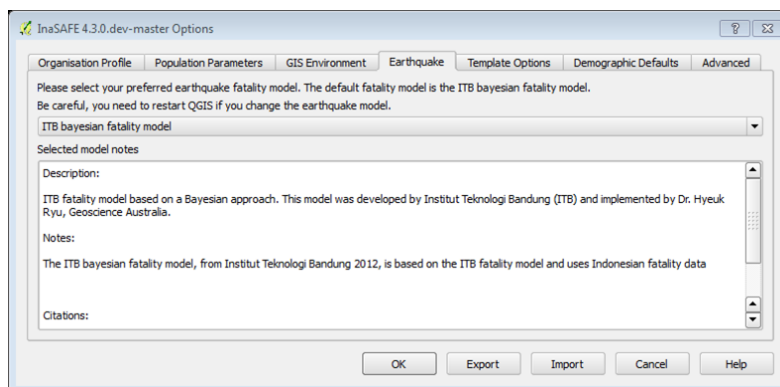 InaSAFE 4.3.0.dev-master Options
Organisation Profile
Population Parameters
GIS Environment
Earthquake
Template Options
Demographic Defaults
Advanced
Please select your preferred earthquake fatality model. The default fatality model is the ITB bayesian fatality model.
Be careful, you need to restart QGIS if you change the earthquake model.
ITB bayesian fatality model
Selected model notes
Description:
ITB fatality model based on a Bayesian approach. This model was developed by Institut Teknologi Bandung (ITB) and implemented by Dr. Hyeuk
Ryu, Geoscience Australia.
Notes:
The ITB bayesian fatality model, from Institut Teknologi Bandung 2012, is based on the ITB fatality model and uses Indonesian fatality data
Citations:
OK
Export
Import
Cancel
Help